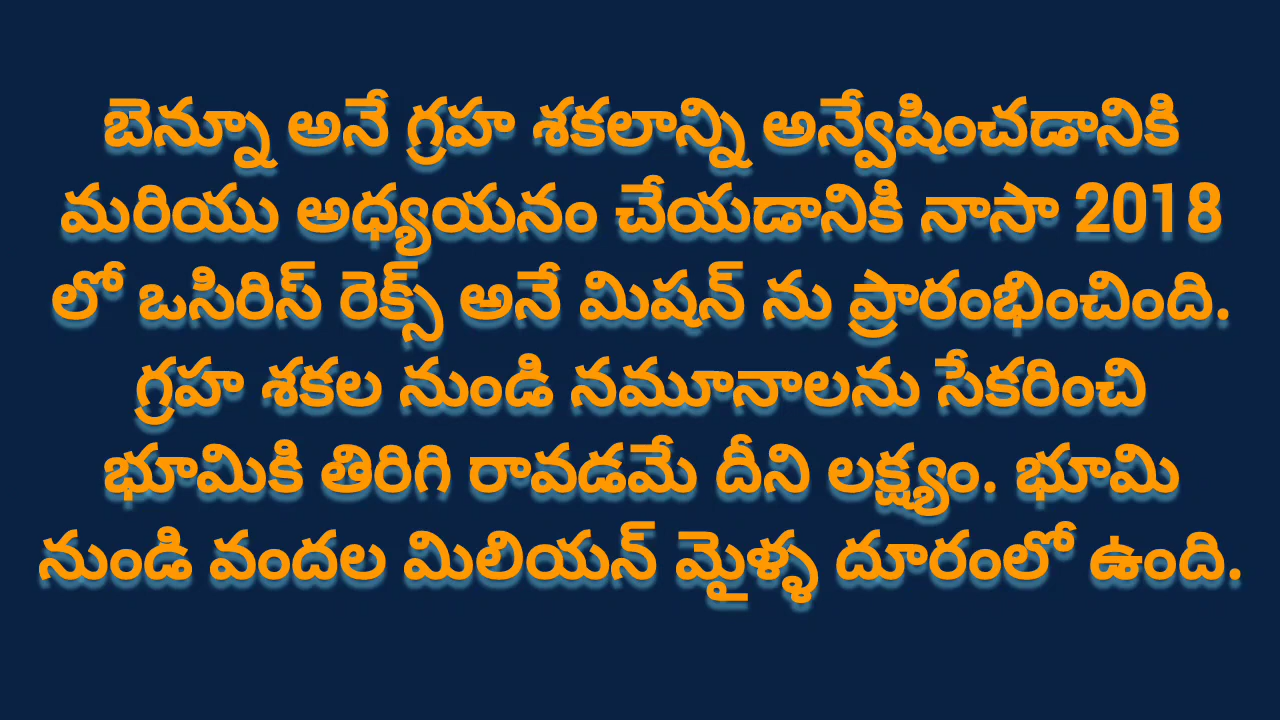 బెన్నూ అనే గ్రహ శకలాన్ని అన్వేషించడానికి
మరియు అధ్యయనం చేయడానికి నాసా 2018
లో ఒసిరిస్ రెక్స్ అనే మిషన్ ను ప్రారంభించింది.
గ్రహ శకల నుండి నమూనాలను సేకరించి
భూమికి తిరిగి రావడమే దీని లక్ష్యం. భూమి
నుండి వందల మిలియన్ మైళ్ళ దూరంలో ఉంది.